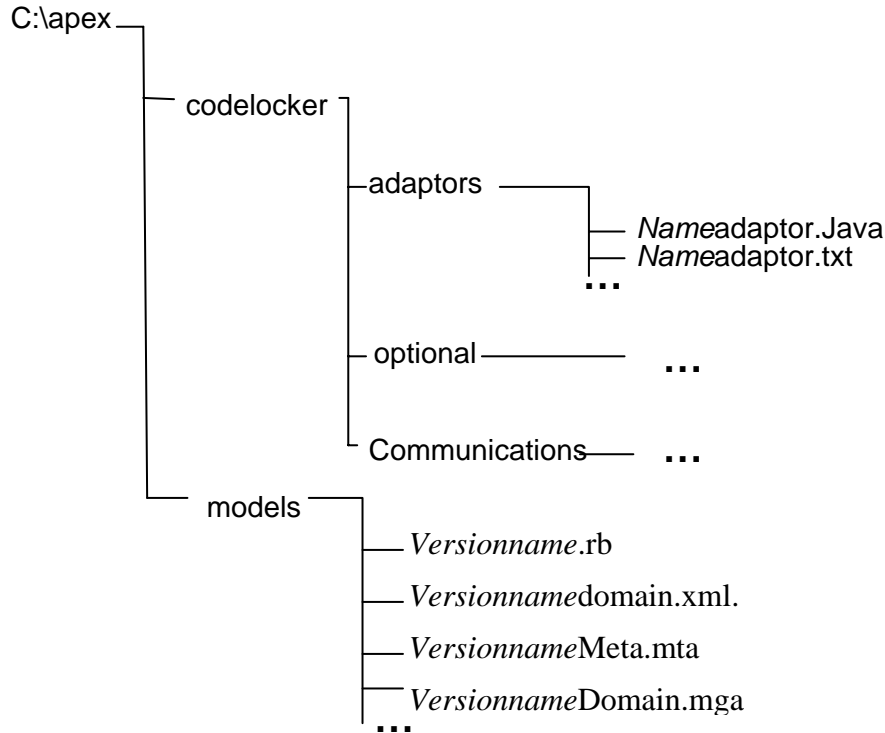 C:\apex
codelocker
adaptors
Nameadaptor.Java
Nameadaptor.txt
...
optional
...
Communications
...
models
Versionname.rb
Versionnamedomain.xml.
VersionnameMeta.mta
VersionnameDomain.mga
...